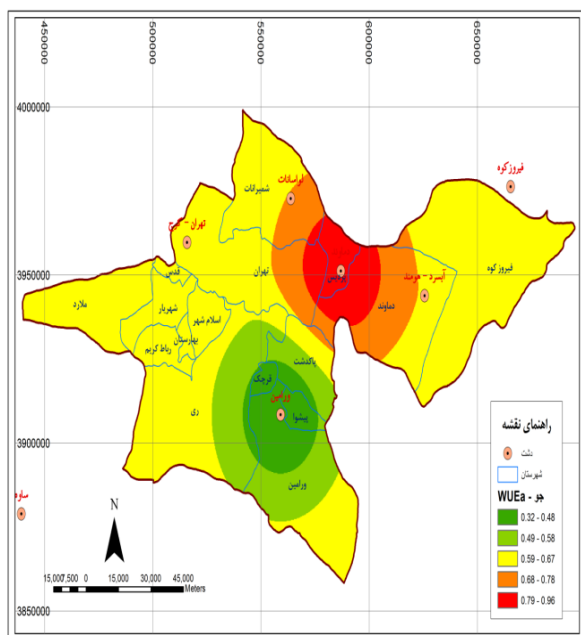 450000
500000
550000
600000
650000
4000000
3950000
3900000
3850000
فیروزکوه
لواسانات
شمیرانات
تهران - کرج
قدس
تهران
پردیس
آبسرد - هومند
فیروز کوه
دماوند
ملارد
شهریار
اسلام شهر
بهارستان
رباط کریم
پاکدشت
قرچک
ورامین
پیشوا
ری
ورامین
ساوه
N
15,000 7,500 0 15,000 30,000 45,000
Meters
راهنمای نقشه
دشت
شهرستان
WUEa - جو
0.32 - 0.48
0.49 - 0.58
0.59 - 0.67
0.68 - 0.78
0.79 - 0.96